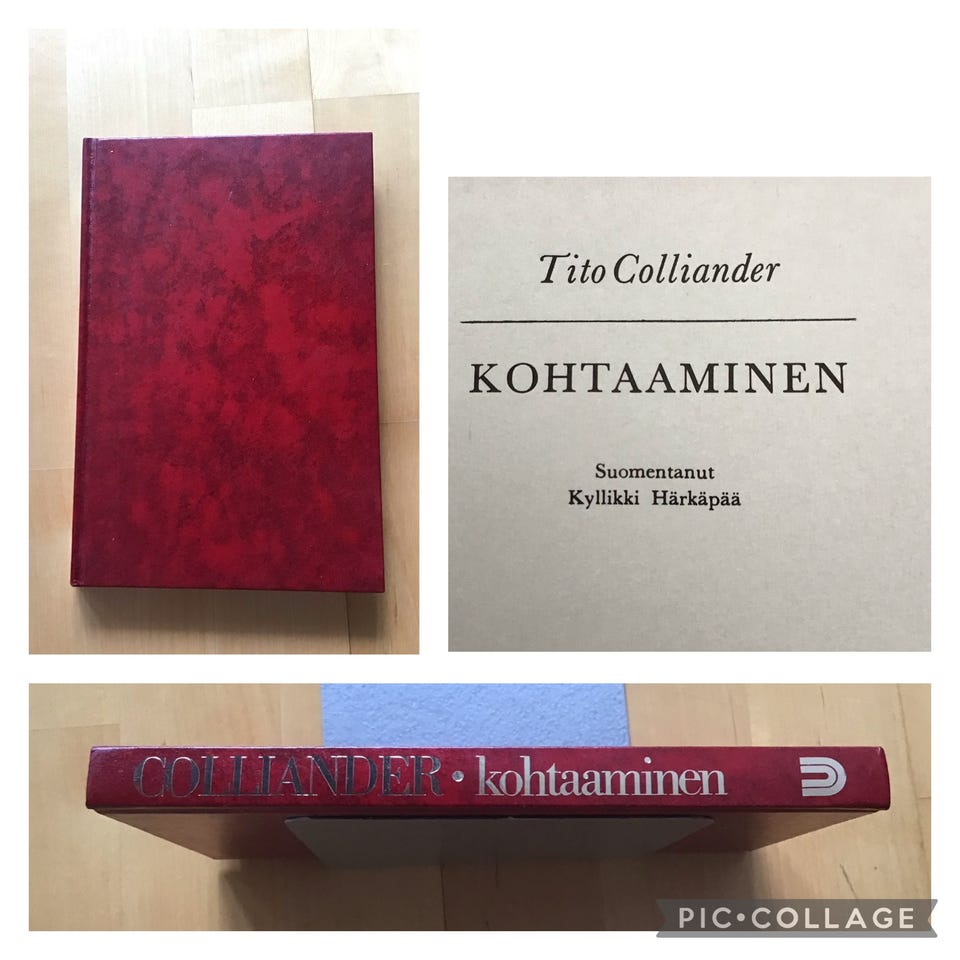 Tito Colliander
KOHTAAMINEN
Suomentanut
Kyllikki Härkäpää
COLLIANDER • kohtaaminen
PIC•COLLAGE